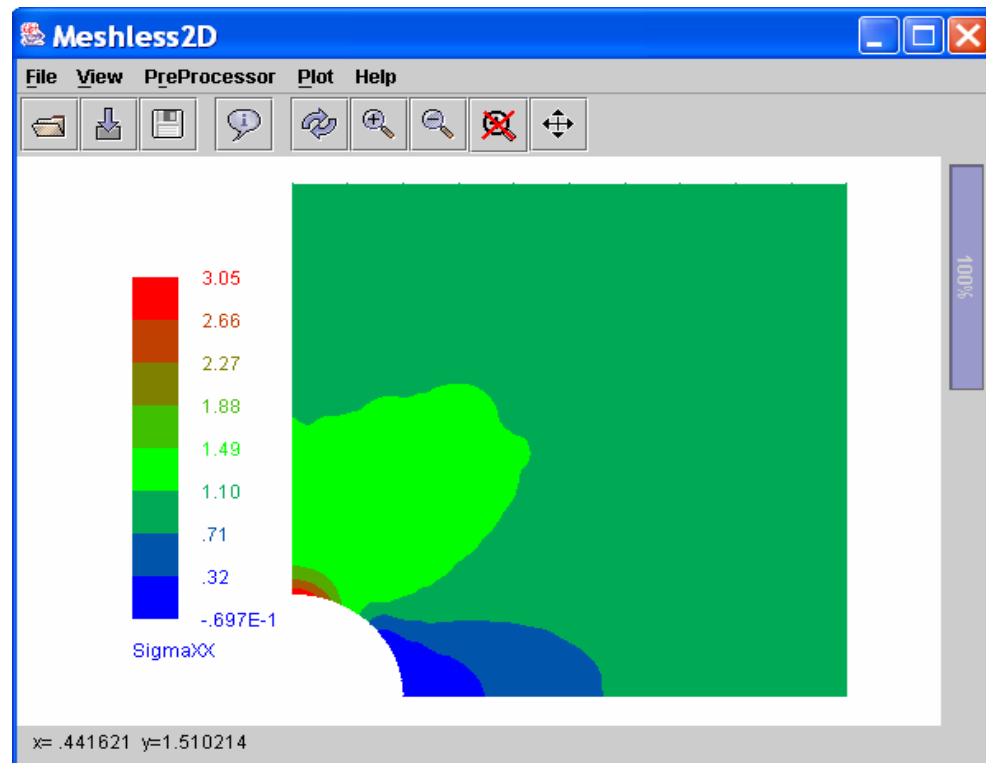 Meshless2D
File View PreProcessor Plot Help
100%
3.05
2.66
2.27
1.88
1.49
1.10
.71
.32
-.697E-1
SigmaXX
x= .441621 y=1.510214